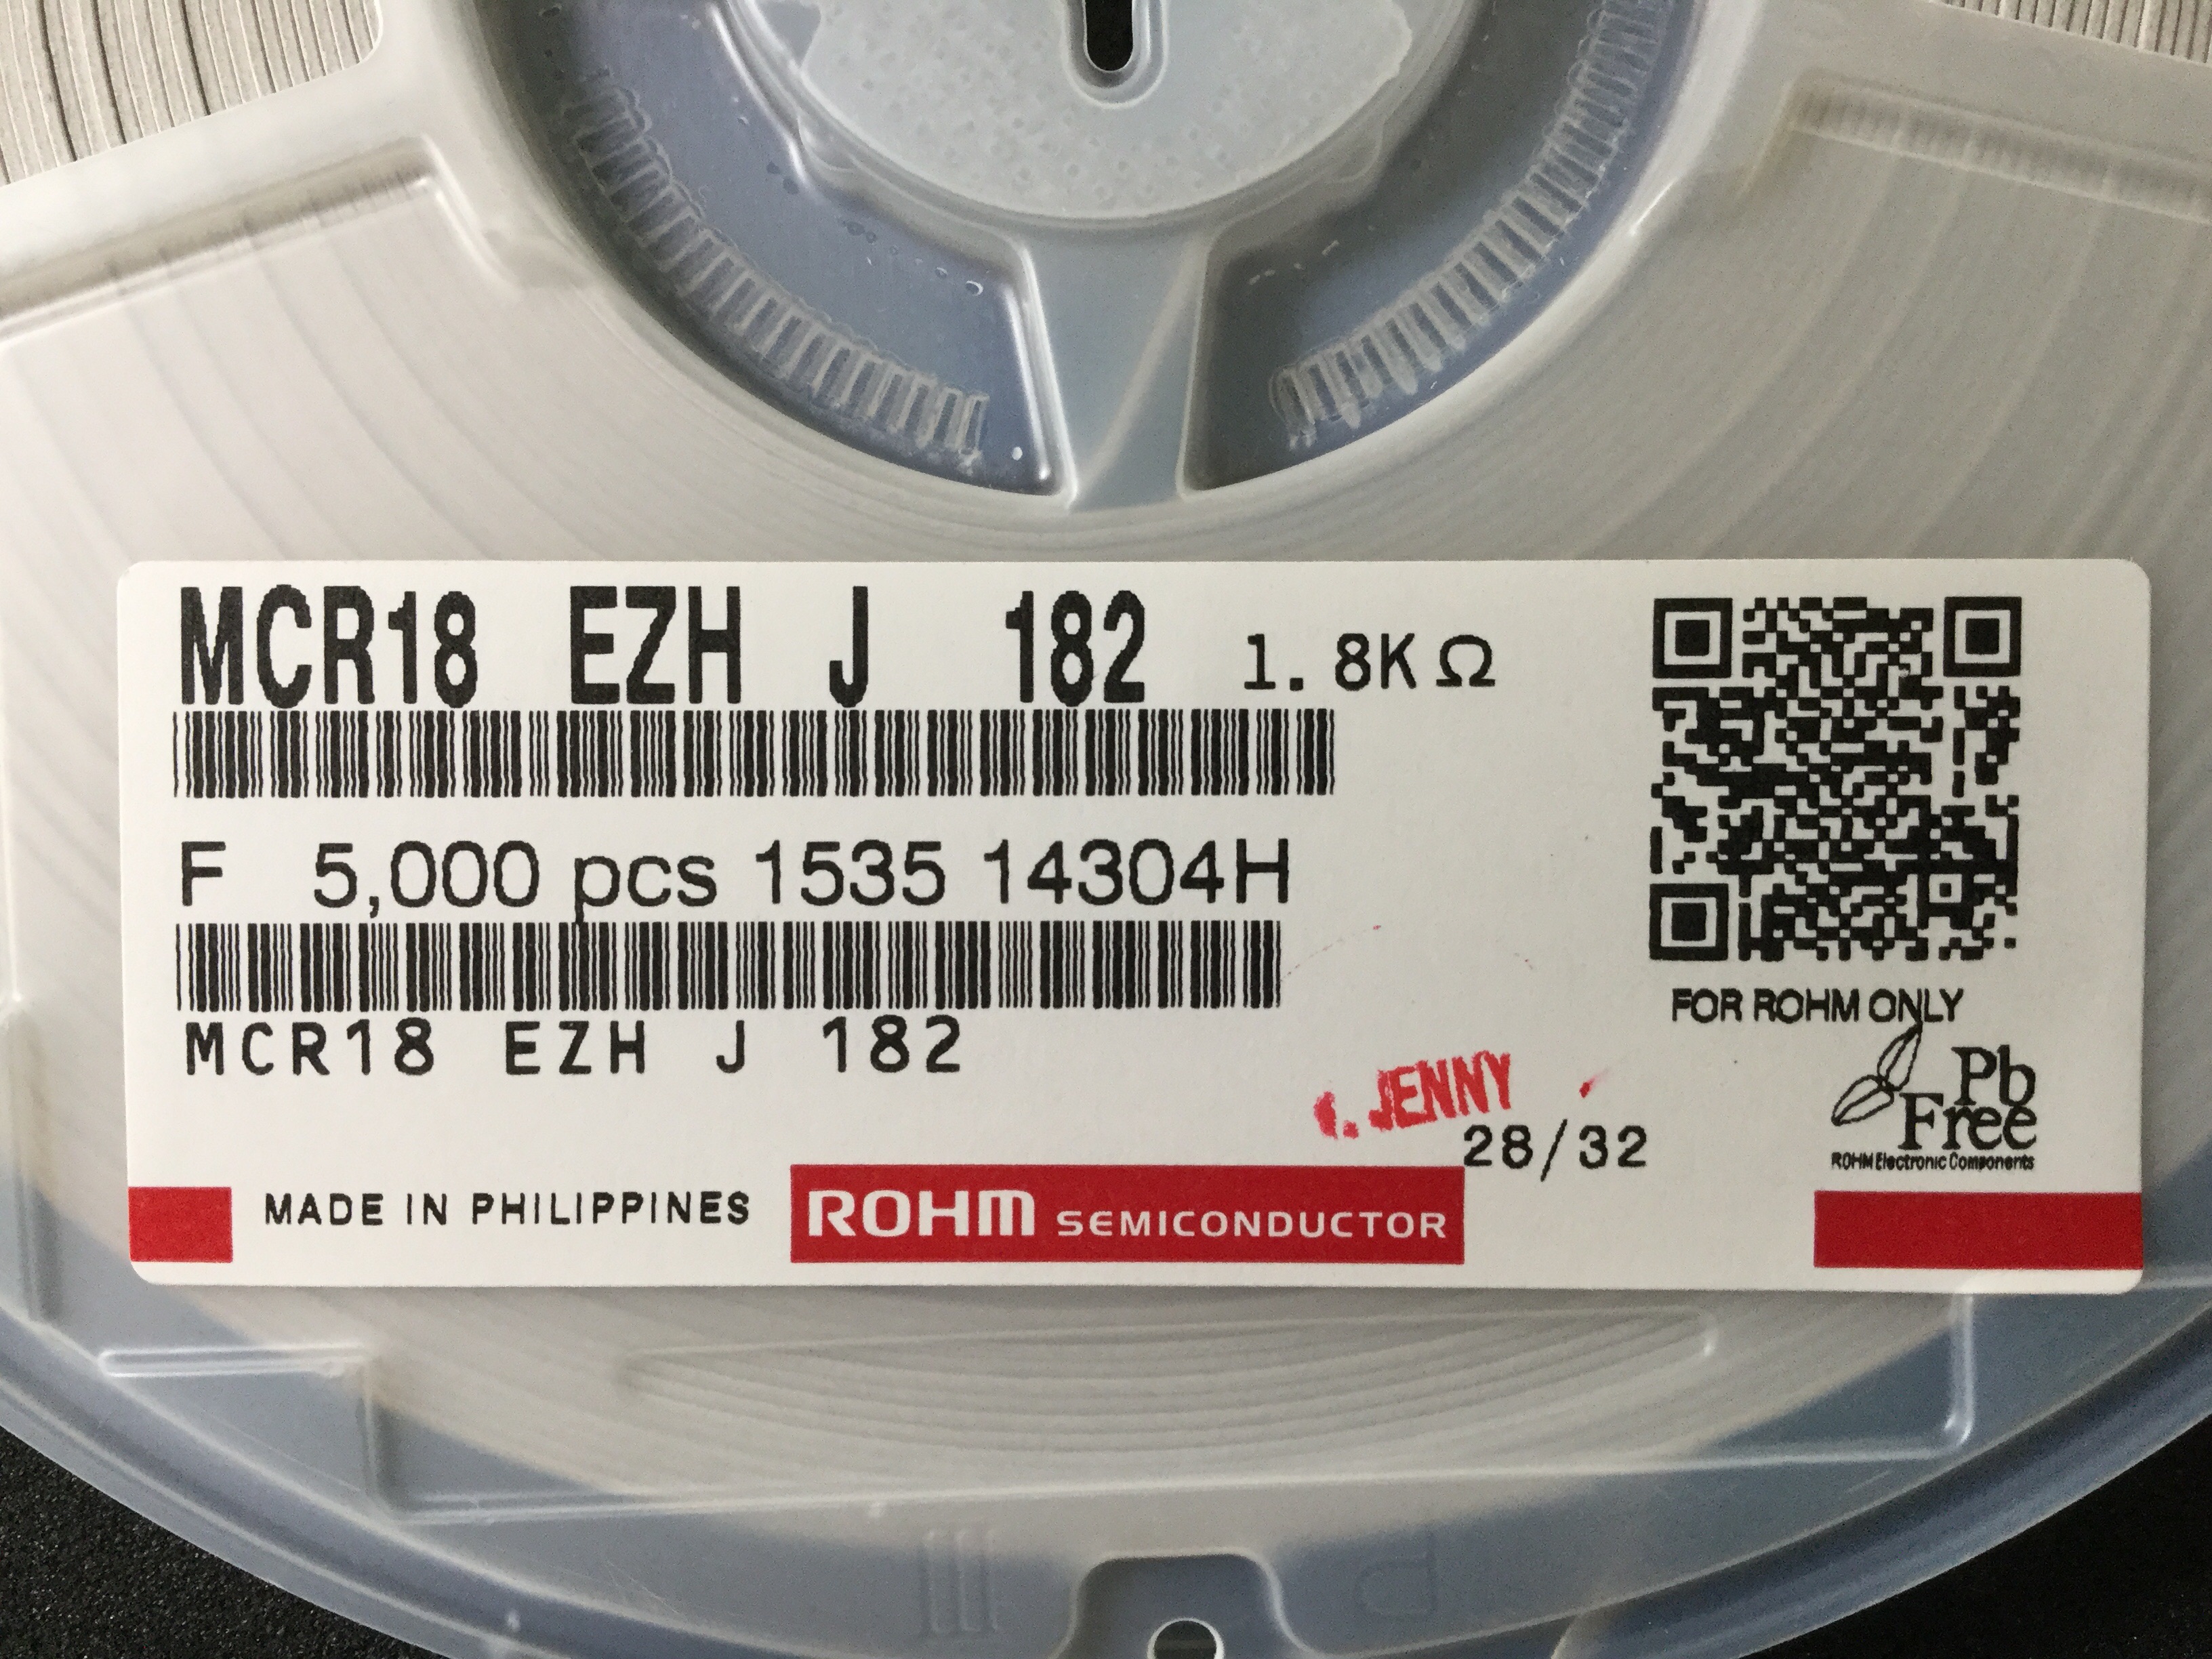 MCR18 EZH J 182 1.8KΩ
F 5,000 pcs 1535 14304H
MCR18 EZH J 182
FOR ROHM ONLY
JENNY
28/32
Pb
Free
ROHM Electronic Components
MADE IN PHILIPPINES
ROHM SEMICONDUCTOR